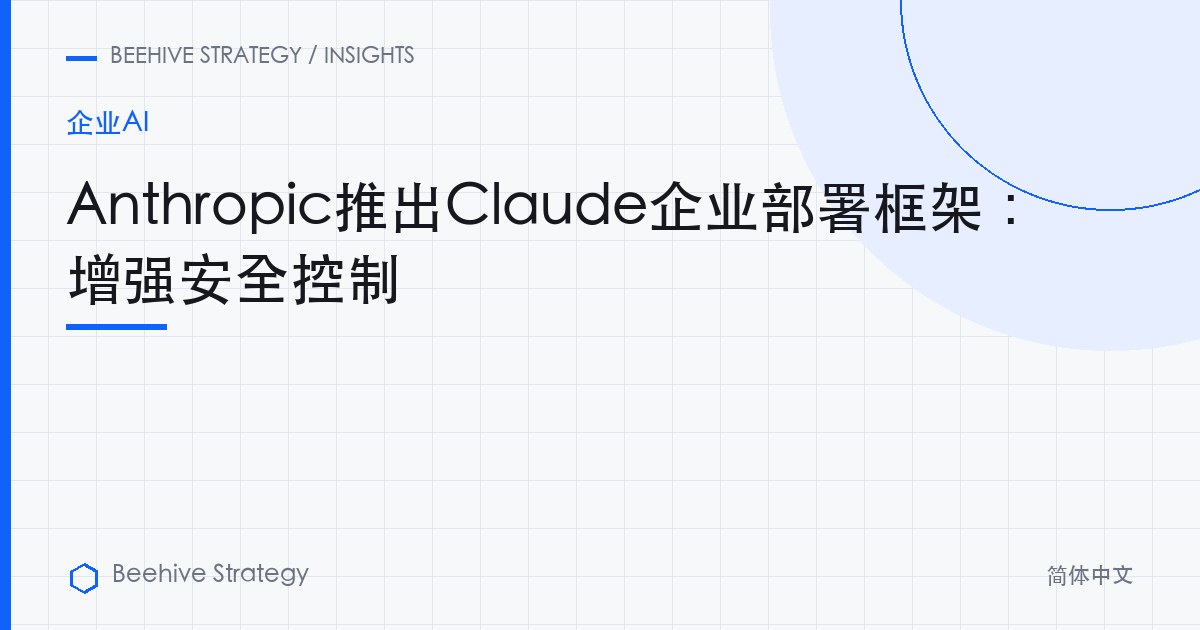 BEEHIVE STRATEGY / INSIGHTS
企业AI
Anthropic推出Claude企业部署框架：
增强安全控制
Beehive Strategy
简体中文